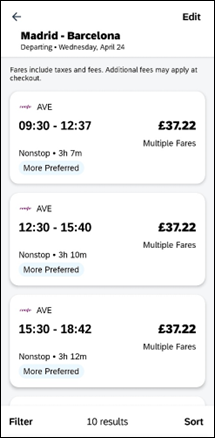 Edit
Madrid - Barcelona
Departing • Wednesday, April 24
Fares include taxes and fees. Additional fees may apply at
checkout.
renfe AVE
09:30 - 12:37 £37.22
Multiple Fares
Nonstop • 3h 7m
More Preferred
renfe AVE
12:30 - 15:40 £37.22
Multiple Fares
Nonstop • 3h 10m
More Preferred
renfe AVE
15:30 - 18:42 £37.22
Multiple Fares
Nonstop • 3h 12m
More Preferred
Filter 10 results Sort